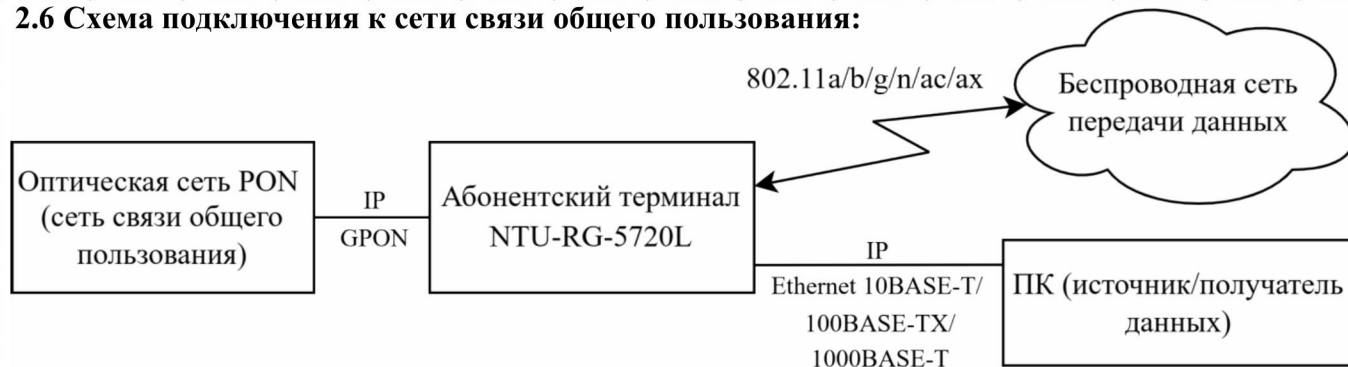 2.6 Схема подключения к сети связи общего пользования:
802.11a/b/g/n/ac/ax
Беспроводная сеть
передачи данных
Оптическая сеть PON
(сеть связи общего
пользования)
IP
GPON
Абонентский терминал
NTU-RG-5720L
IP
Ethernet 10BASE-T/
100BASE-TX/
1000BASE-T
ПК (источник/получатель
данных)